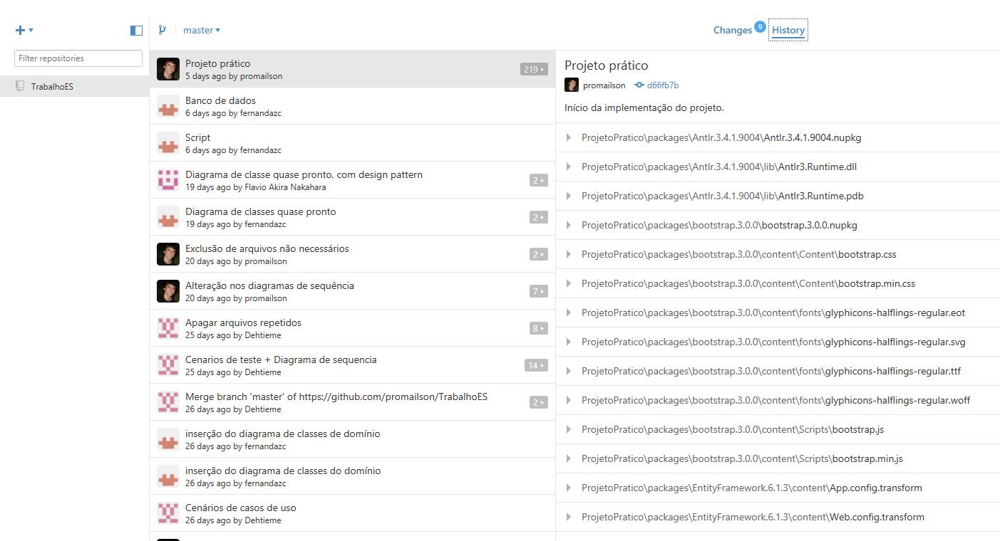 master
Changes 9 History
Filter repositories
TrabalhoES
Projeto prático
5 days ago by promailson
219
Banco de dados
6 days ago by fernandazc
Script
6 days ago by fernandazc
Diagrama de classe quase pronto, com design pattern
19 days ago by Flavio Akira Nakahara
2
Diagrama de classes quase pronto
19 days ago by fernandazc
2
Exclusão de arquivos não necessários
20 days ago by promailson
2
Alteração nos diagramas de sequência
20 days ago by promailson
7
Apagar arquivos repetidos
25 days ago by Dehtieme
8
Cenarios de teste + Diagrama de sequencia
25 days ago by Dehtieme
14
Merge branch 'master' of https://github.com/promailson/TrabalhoES
26 days ago by Dehtieme
2
inserção do diagrama de classes de domínio
26 days ago by fernandazc
inserção do diagrama de classes do domínio
26 days ago by fernandazc
Cenários de casos de uso
26 days ago by Dehtieme
Projeto prático
promailson d66fb7b
Início da implementação do projeto.
ProjetoPratico\packages\Antlr.3.4.1.9004\Antlr.3.4.1.9004.nupkg
ProjetoPratico\packages\Antlr.3.4.1.9004\lib\Antlr3.Runtime.dll
ProjetoPratico\packages\Antlr.3.4.1.9004\lib\Antlr3.Runtime.pdb
ProjetoPratico\packages\bootstrap.3.0.0\bootstrap.3.0.0.nupkg
ProjetoPratico\packages\bootstrap.3.0.0\content\Content\bootstrap.css
ProjetoPratico\packages\bootstrap.3.0.0\content\Content\bootstrap.min.css
ProjetoPratico\packages\bootstrap.3.0.0\content\fonts\glyphicons-halflings-regular.eot
ProjetoPratico\packages\bootstrap.3.0.0\content\fonts\glyphicons-halflings-regular.svg
ProjetoPratico\packages\bootstrap.3.0.0\content\fonts\glyphicons-halflings-regular.ttf
ProjetoPratico\packages\bootstrap.3.0.0\content\fonts\glyphicons-halflings-regular.woff
ProjetoPratico\packages\bootstrap.3.0.0\content\Scripts\bootstrap.js
ProjetoPratico\packages\bootstrap.3.0.0\content\Scripts\bootstrap.min.js
ProjetoPratico\packages\EntityFramework.6.1.3\content\App.config.transform
ProjetoPratico\packages\EntityFramework.6.1.3\content\Web.config.transform